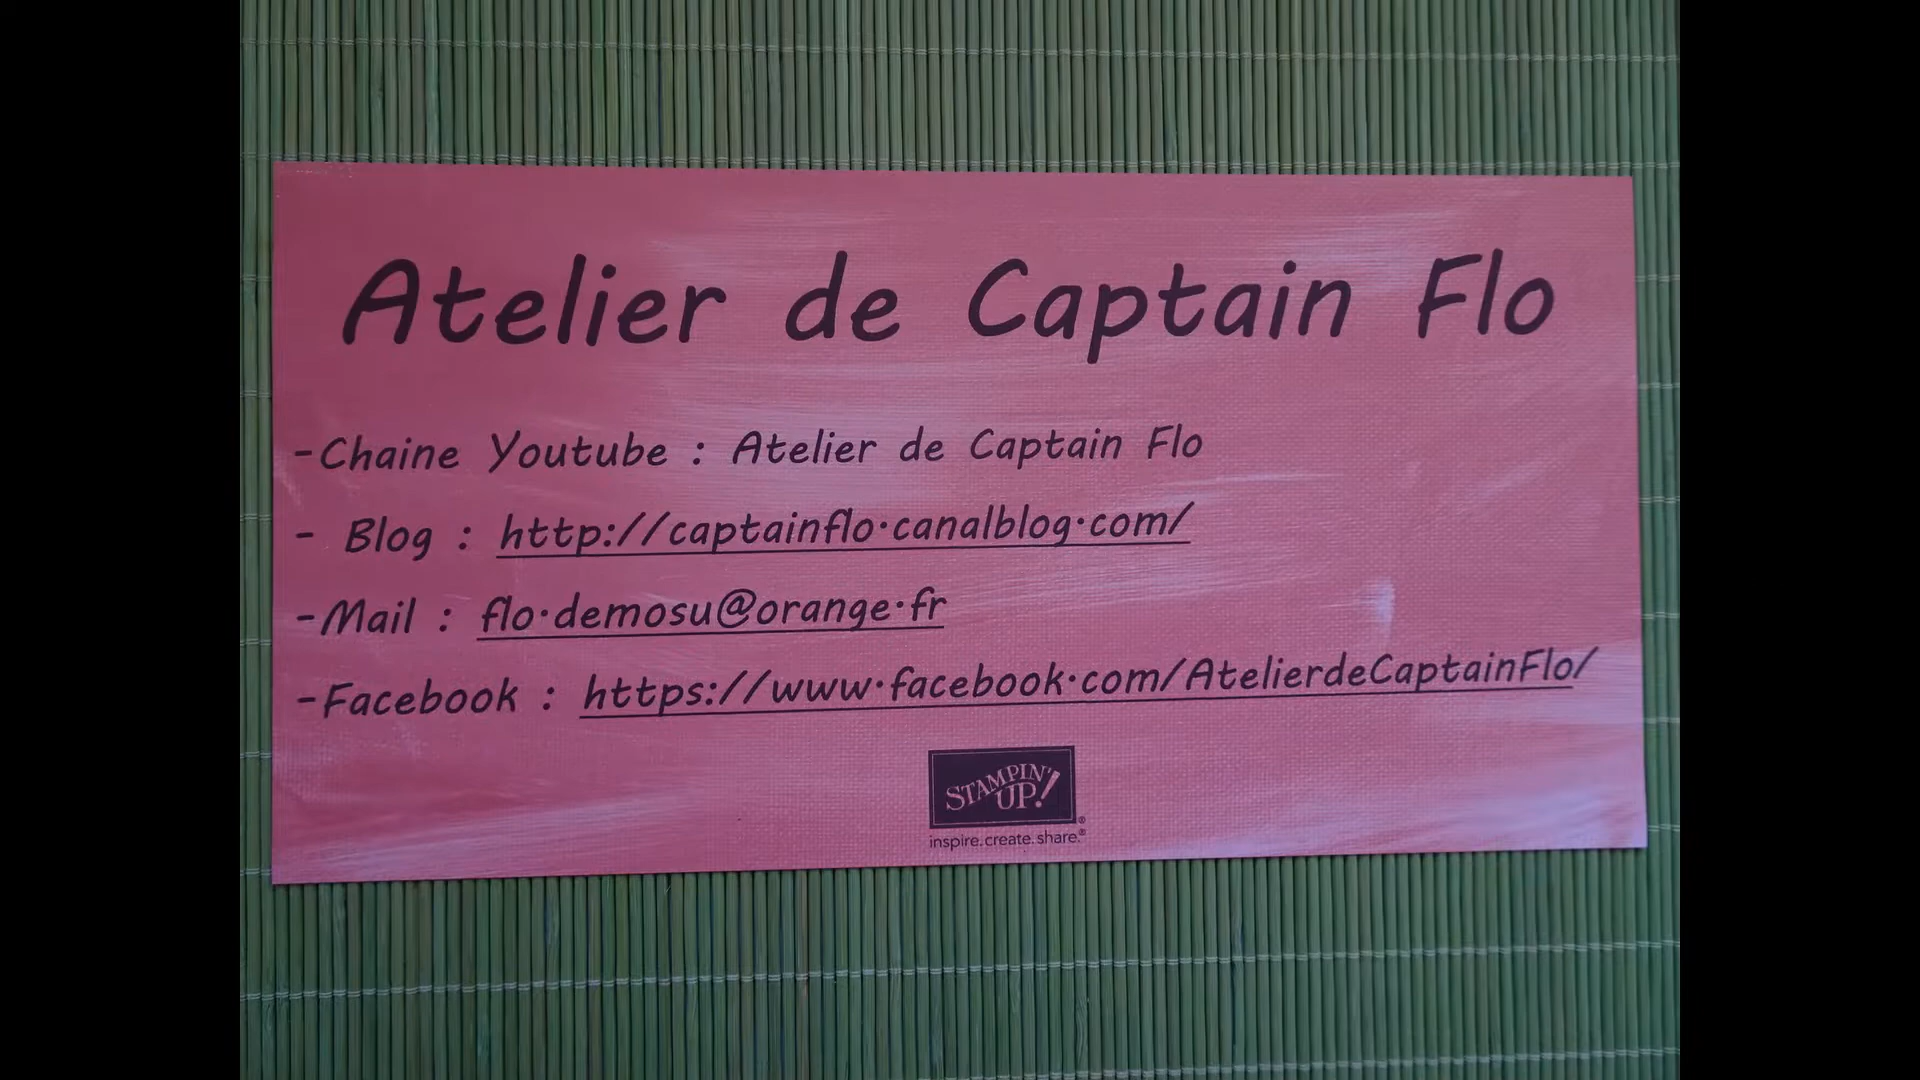 Atelier de Captain Flo
-Chaine Youtube : Atelier de Captain Flo
- Blog : http://captainflo.canalblog.com/
-Mail : flo.demosu@orange.fr
-Facebook : https://www.facebook.com/AtelierdeCaptainFlo/
STAMPIN' UP!®
inspire.create.share.®